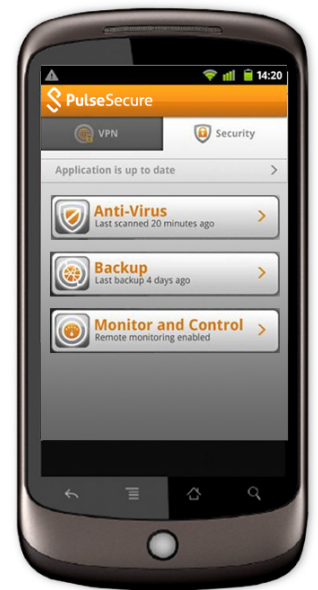 14:20
PulseSecure
VPN
Security
Application is up to date
Anti-Virus
Last scanned 20 minutes ago
Backup
Last backup 4 days ago
Monitor and Control
Remote monitoring enabled